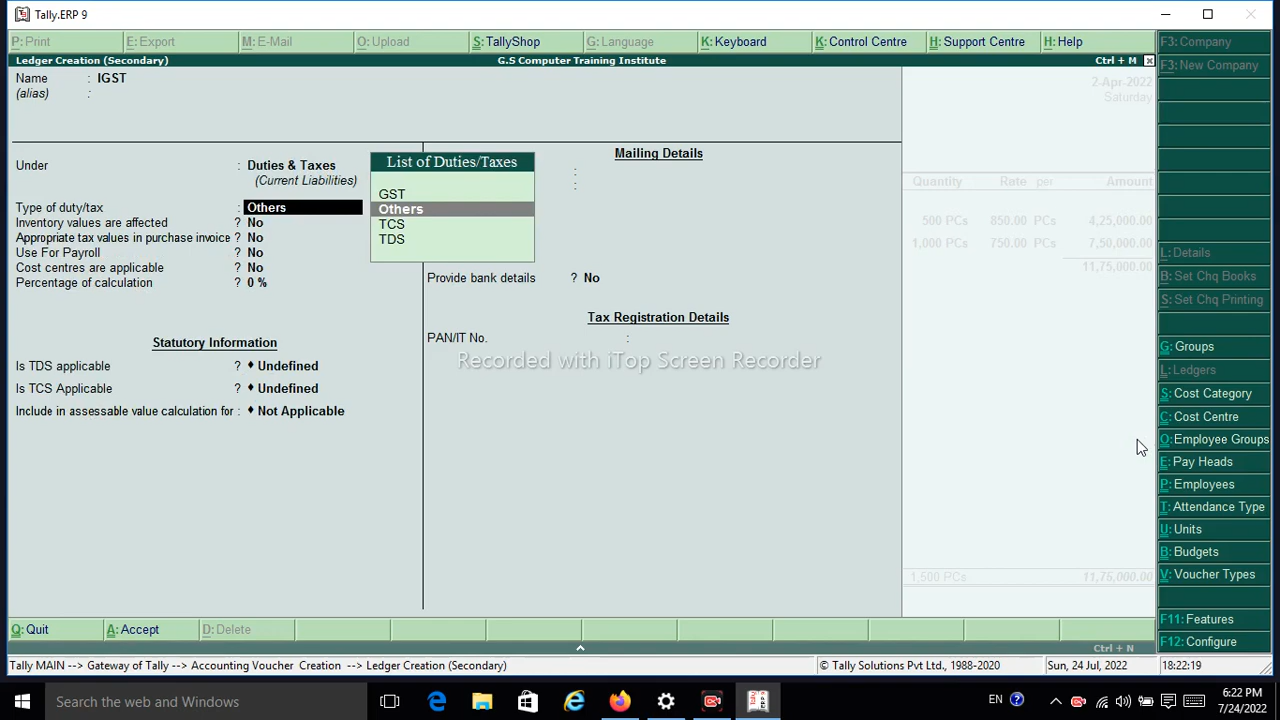 Tally.ERP 9
P: Print
E: Export
M: E-Mail
O: Upload
S: TallyShop
G: Language
K: Keyboard
K: Control Centre
H: Support Centre
H: Help
F3: Company
Ledger Creation (Secondary)
G.S Computer Training Institute
Ctrl + M
F3: New Company
Name : IGST
(alias) :
2-Apr-2022
Saturday
Under : Duties & Taxes
(Current Liabilities)
Type of duty/tax : Others
Inventory values are affected ? No
Appropriate tax values in purchase invoice ? No
Use For Payroll ? No
Cost centres are applicable ? No
Percentage of calculation ? 0 %
List of Duties/Taxes
GST
Others
TCS
TDS
Mailing Details
:
:
Provide bank details ? No
Tax Registration Details
PAN/IT No. :
Statutory Information
Is TDS applicable ? ♦ Undefined
Is TCS Applicable ? ♦ Undefined
Include in assessable value calculation for : ♦ Not Applicable
Recorded with iTop Screen Recorder
Quantity Rate per Amount
500 PCs 850.00 PCs 4,25,000.00
1,000 PCs 750.00 PCs 7,50,000.00
11,75,000.00
1,500 PCs 11,75,000.00
L: Details
B: Set Chq Books
S: Set Chq Printing
G: Groups
L: Ledgers
S: Cost Category
C: Cost Centre
O: Employee Groups
E: Pay Heads
P: Employees
T: Attendance Type
U: Units
B: Budgets
V: Voucher Types
F11: Features
F12: Configure
Q: Quit
A: Accept
D: Delete
Ctrl + N
Tally MAIN --> Gateway of Tally --> Accounting Voucher Creation --> Ledger Creation (Secondary)
© Tally Solutions Pvt Ltd., 1988-2020
Sun, 24 Jul, 2022
18:22:19
Search the web and Windows
EN
6:22 PM
7/24/2022